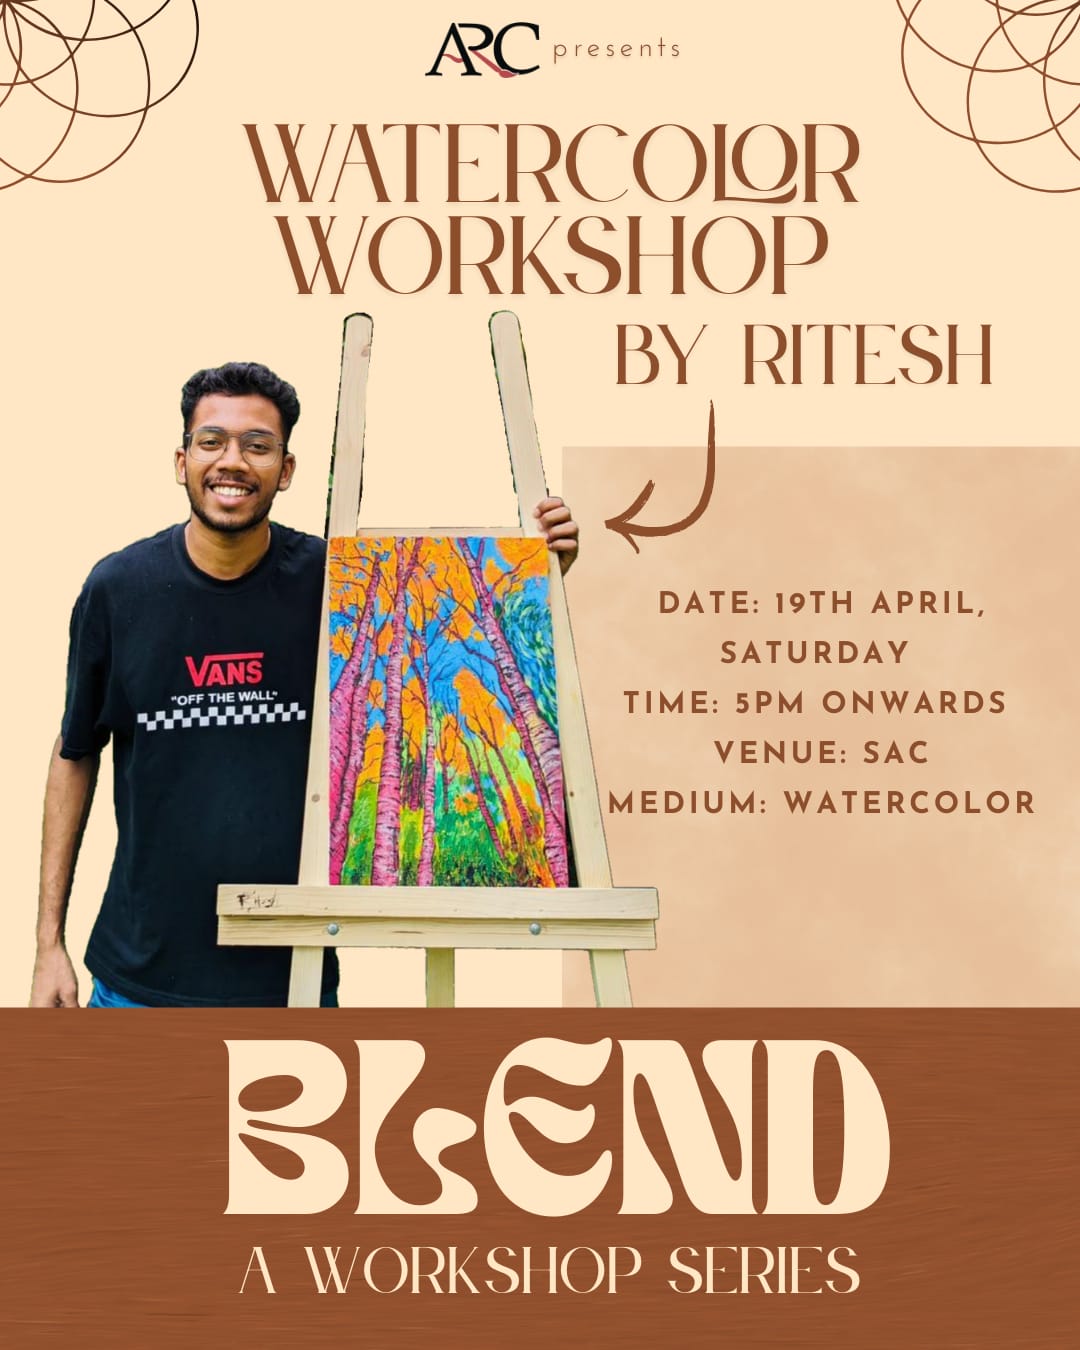 ARC presents
WATERCOLOR
WORKSHOP
BY RITESH
DATE: 19TH APRIL,
SATURDAY
TIME: 5PM ONWARDS
VENUE: SAC
MEDIUM: WATERCOLOR
VANS
"OFF THE WALL"
Ritesh
BLEND
A WORKSHOP SERIES